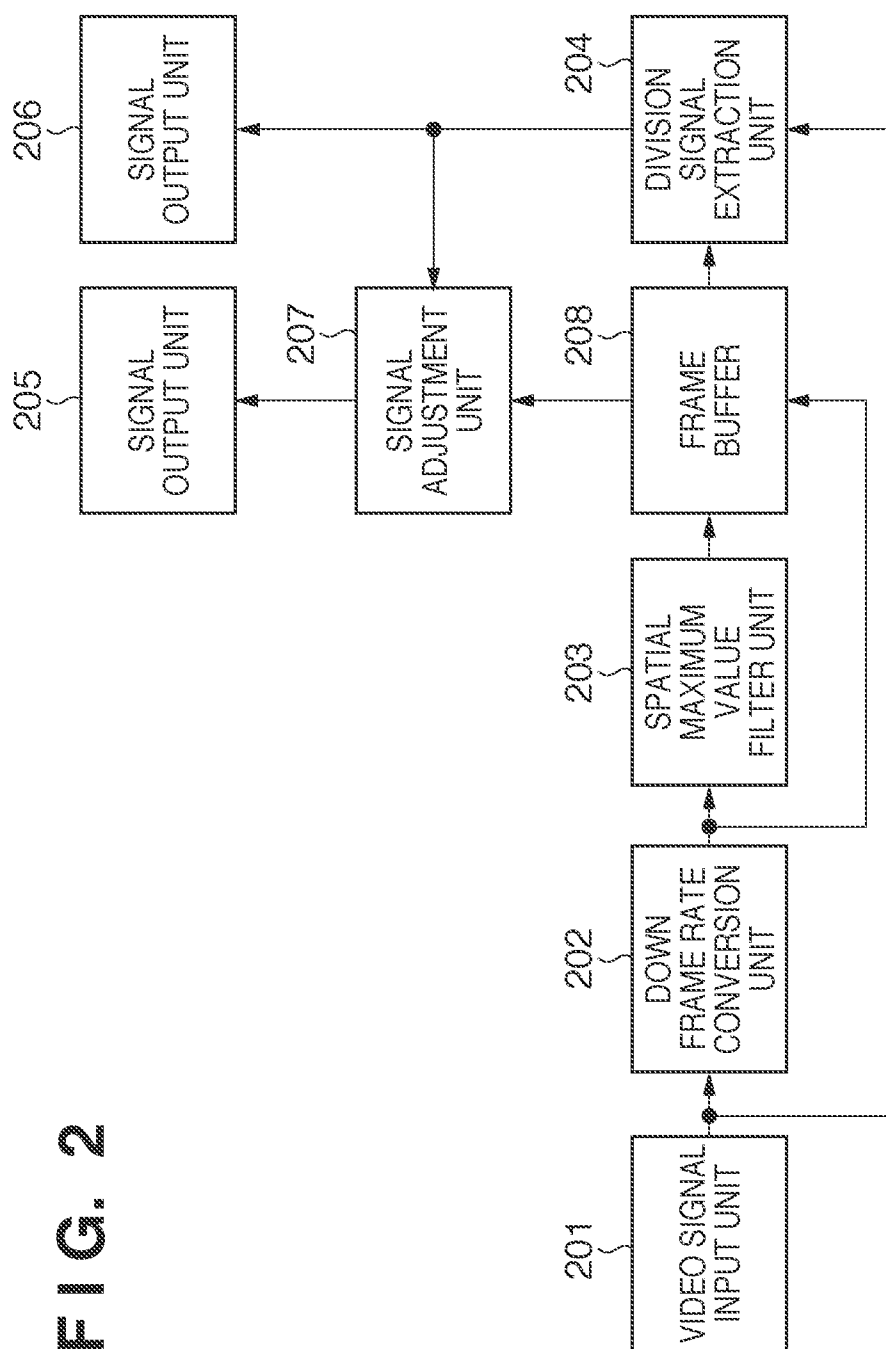 FIG. 2
206
SIGNAL
OUTPUT UNIT
205
SIGNAL
OUTPUT UNIT
207
SIGNAL
ADJUSTMENT
UNIT
201
VIDEO SIGNAL
INPUT UNIT
202
DOWN
FRAME RATE
CONVERSION
UNIT
203
SPATIAL
MAXIMUM
VALUE
FILTER UNIT
208
FRAME
BUFFER
204
DIVISION
SIGNAL
EXTRACTION
UNIT